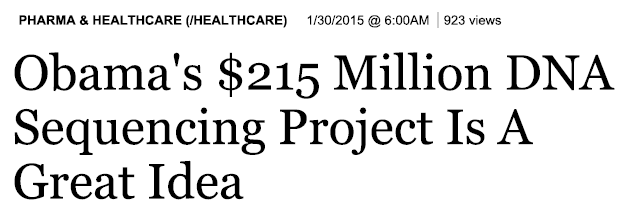 PHARMA & HEALTHCARE (/HEALTHCARE) 1/30/2015 @ 6:00AM | 923 views
Obama's $215 Million DNA
Sequencing Project Is A
Great Idea